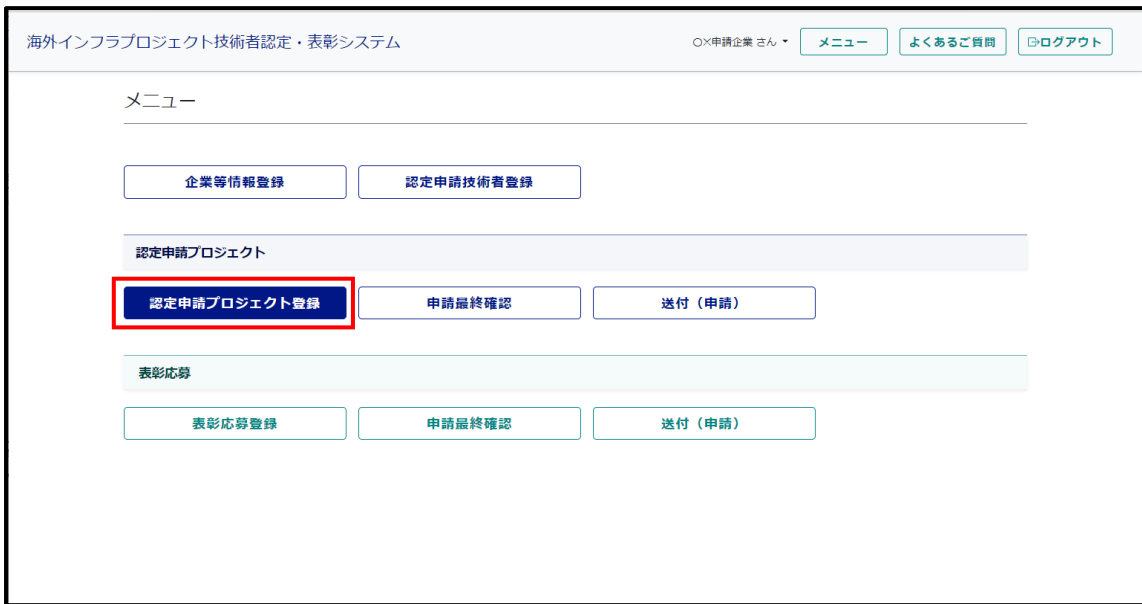 海外インフラプロジェクト技術者認定・表彰システム
○×申請企業 さん
メニュー
よくあるご質問
ログアウト
メニュー
企業等情報登録
認定申請技術者登録
認定申請プロジェクト
認定申請プロジェクト登録
申請最終確認
送付（申請）
表彰応募
表彰応募登録
申請最終確認
送付（申請）